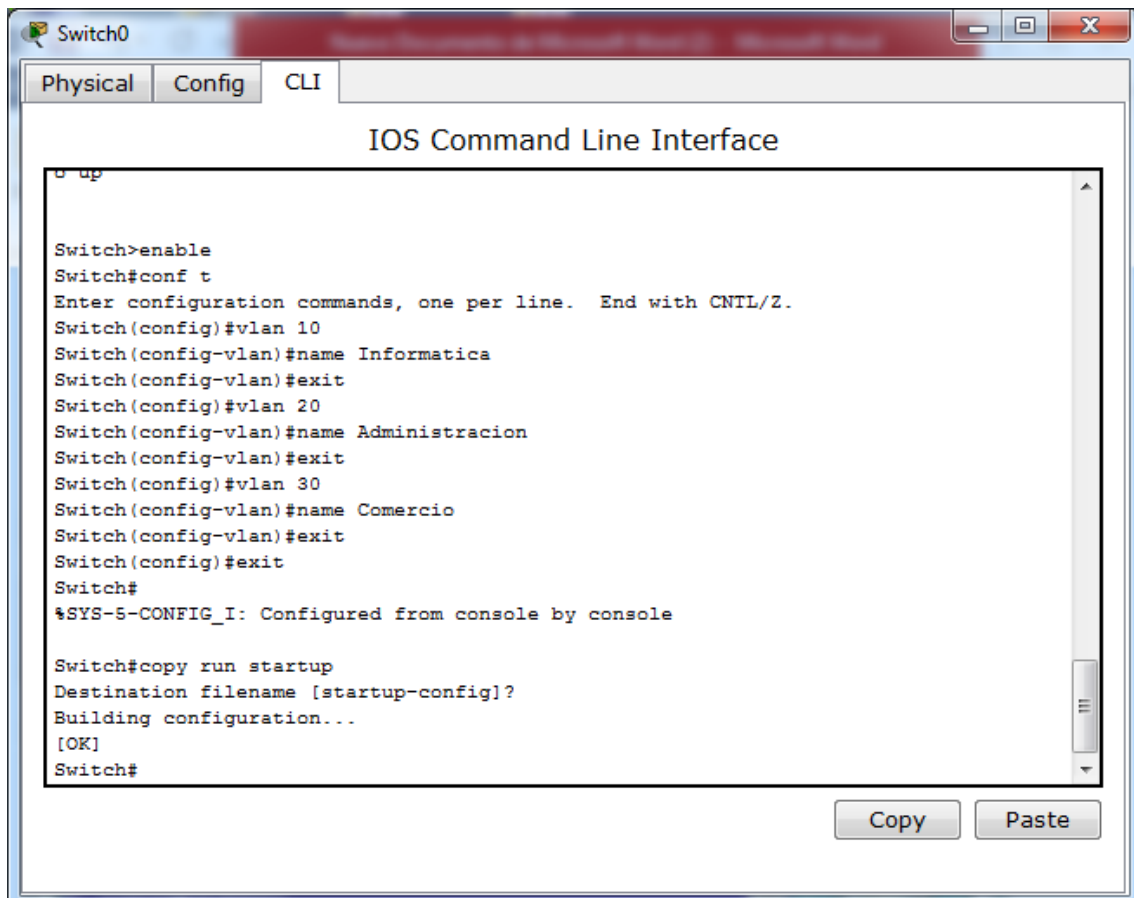 Switch0
Physical Config CLI
IOS Command Line Interface
up
Switch>enable
Switch#conf t
Enter configuration commands, one per line.  End with CNTL/Z.
Switch(config)#vlan 10
Switch(config-vlan)#name Informatica
Switch(config-vlan)#exit
Switch(config)#vlan 20
Switch(config-vlan)#name Administracion
Switch(config-vlan)#exit
Switch(config)#vlan 30
Switch(config-vlan)#name Comercio
Switch(config-vlan)#exit
Switch(config)#exit
Switch#
%SYS-5-CONFIG_I: Configured from console by console
Switch#copy run startup
Destination filename [startup-config]?
Building configuration...
[OK]
Switch#
Copy Paste